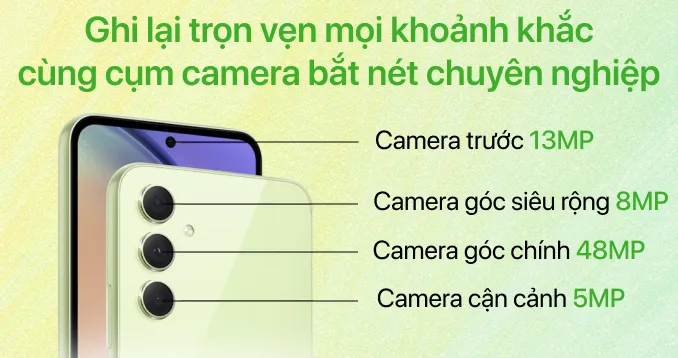 Ghi lại trọn vẹn mọi khoảnh khắc
cùng cụm camera bắt nét chuyên nghiệp
Camera trước 13MP
Camera góc siêu rộng 8MP
Camera góc chính 48MP
Camera cận cảnh 5MP